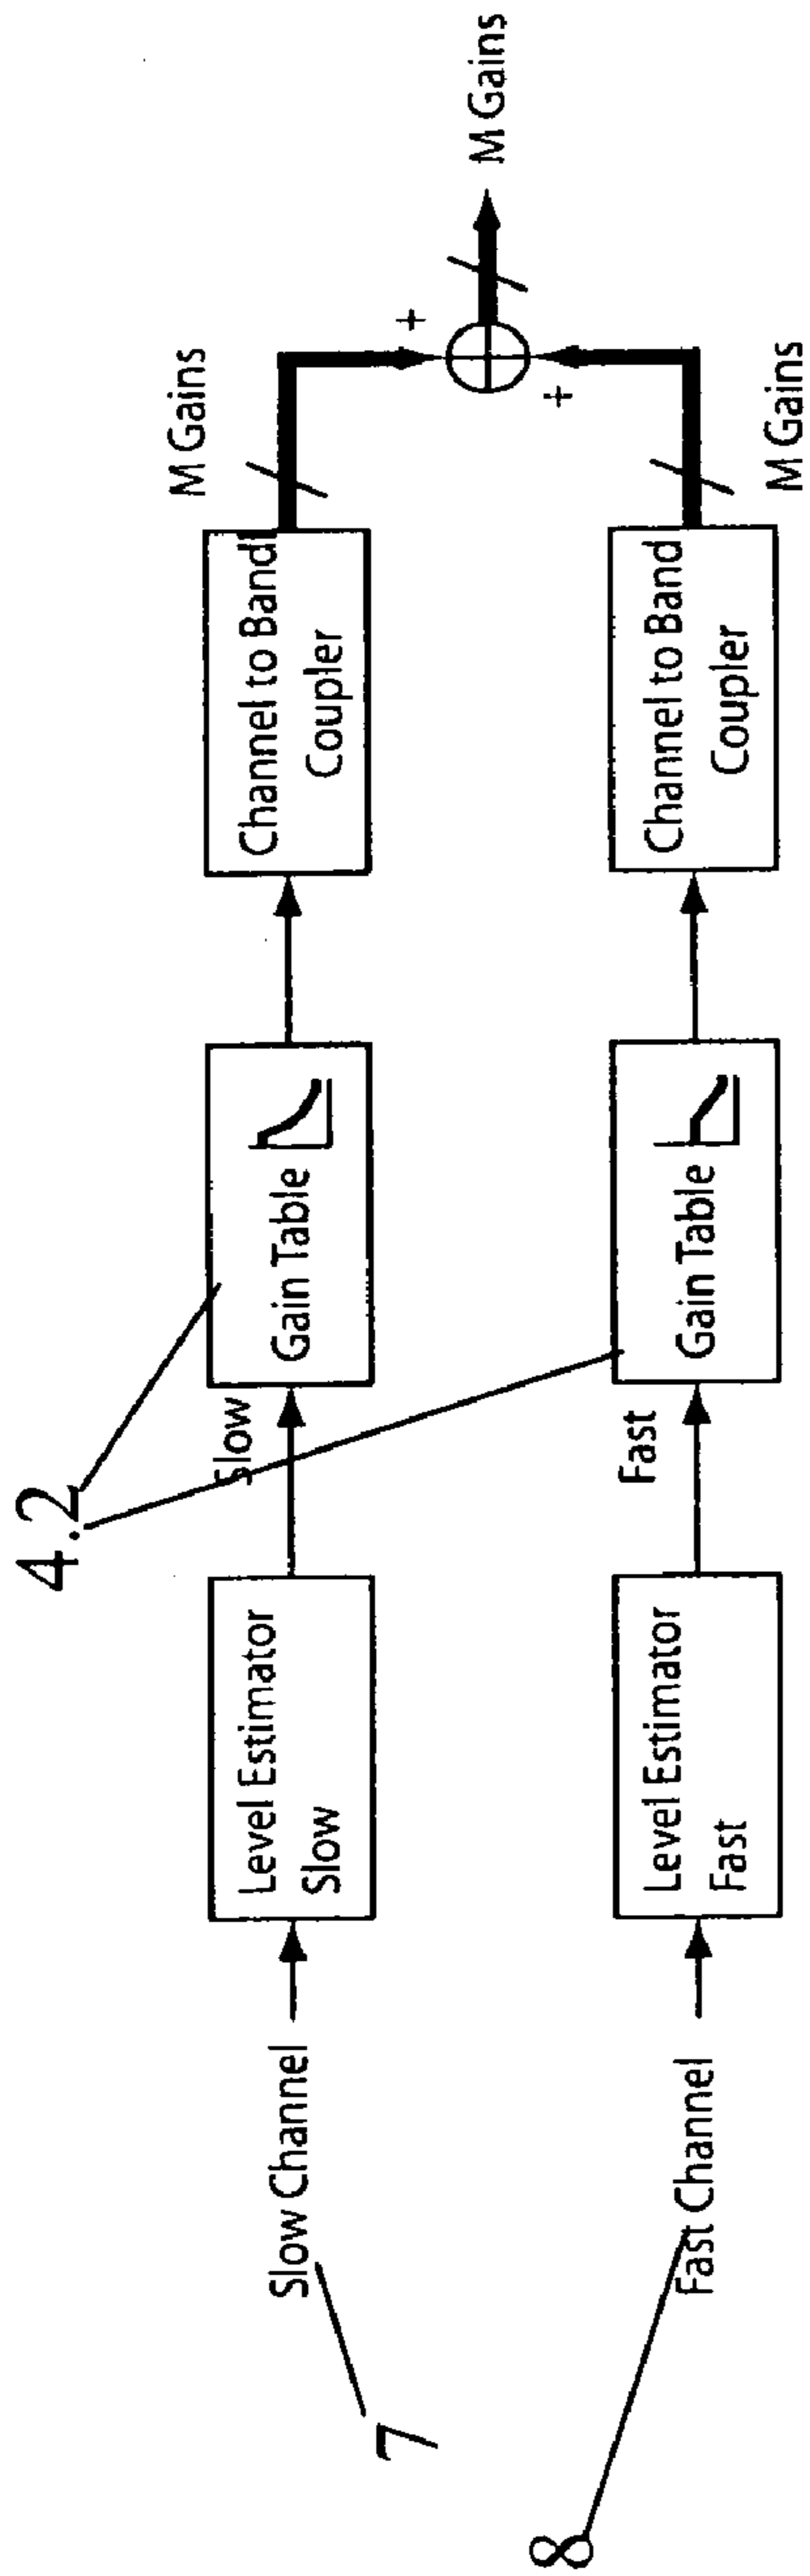 4.2
7
Slow Channel
Level Estimator
Slow
Slow
Gain Table
Channel to Band
Coupler
M Gains
+
M Gains
8
Fast Channel
Level Estimator
Fast
Fast
Gain Table
Channel to Band
Coupler
M Gains
+